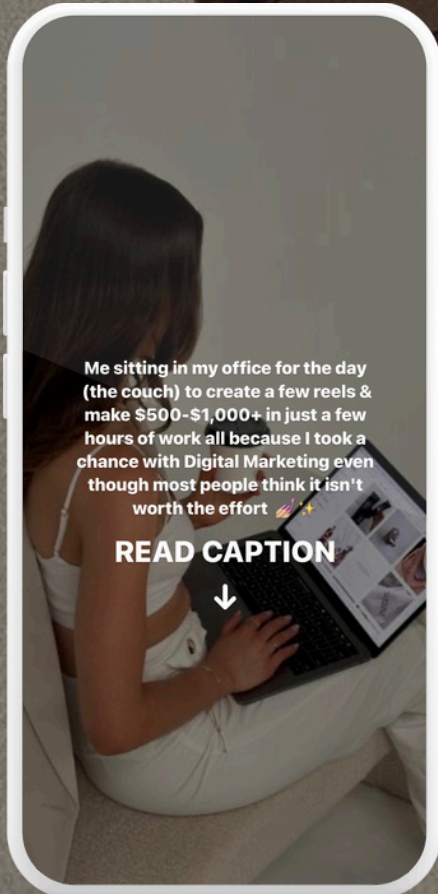 Me sitting in my office for the day
(the couch) to create a few reels &
make $500-$1,000+ in just a few
hours of work all because I took a
chance with Digital Marketing even
though most people think it isn't
worth the effort 💅✨
READ CAPTION
↓